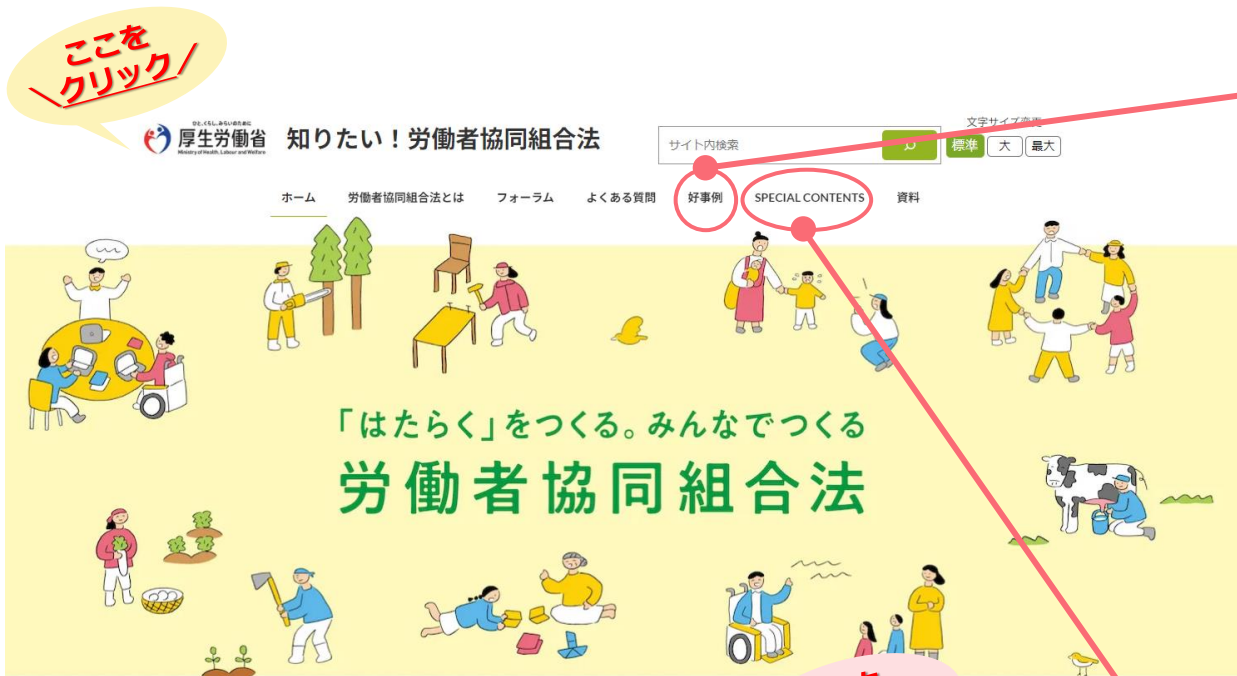 ここを
クリック
ひと、くらし、みらいのために
厚生労働省
Ministry of Health, Labour and Welfare
知りたい！労働者協同組合法
サイト内検索
文字サイズ変更
標準 大 最大
ホーム 労働者協同組合法とは フォーラム よくある質問 好事例 SPECIAL CONTENTS 資料
「はたらく」をつくる。みんなでつくる
労働者協同組合法